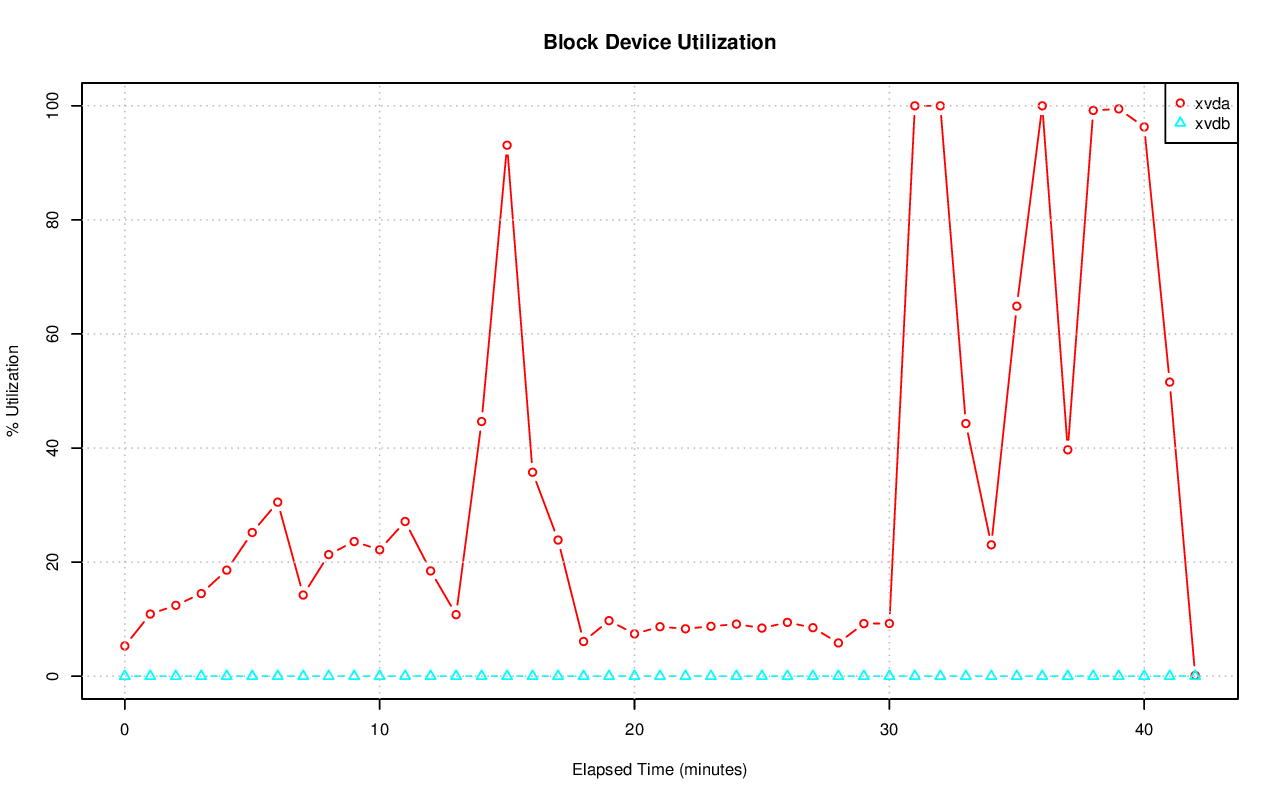 Block Device Utilization
xvda
xvdb
% Utilization
100
80
60
40
20
0
0 10 20 30 40
Elapsed Time (minutes)